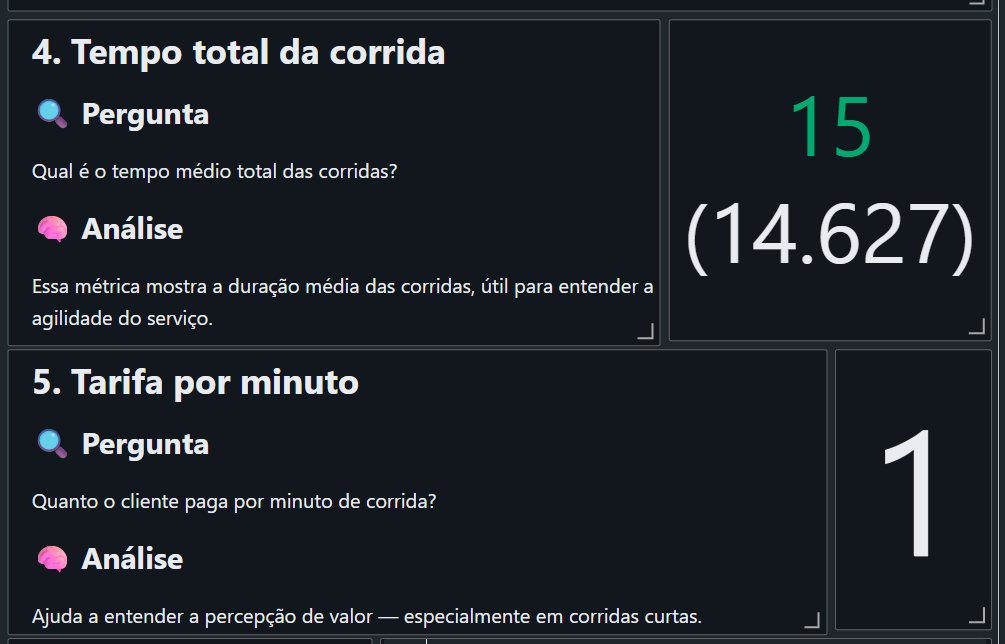 4. Tempo total da corrida
🔍 Pergunta
Qual é o tempo médio total das corridas?
🧠 Análise
Essa métrica mostra a duração média das corridas, útil para entender a
agilidade do serviço.
15
(14.627)
5. Tarifa por minuto
🔍 Pergunta
Quanto o cliente paga por minuto de corrida?
🧠 Análise
Ajuda a entender a percepção de valor — especialmente em corridas curtas.
1